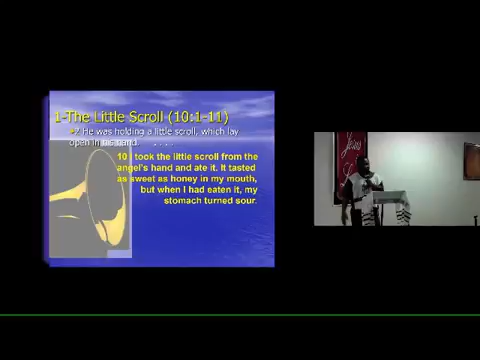 1-The Little Scroll (10:1-11)
2 He was holding a little scroll, which lay
open in his hand. . . . .
10 I took the little scroll from the
angel's hand and ate it. It tasted
as sweet as honey in my mouth,
but when I had eaten it, my
stomach turned sour.
Jesus